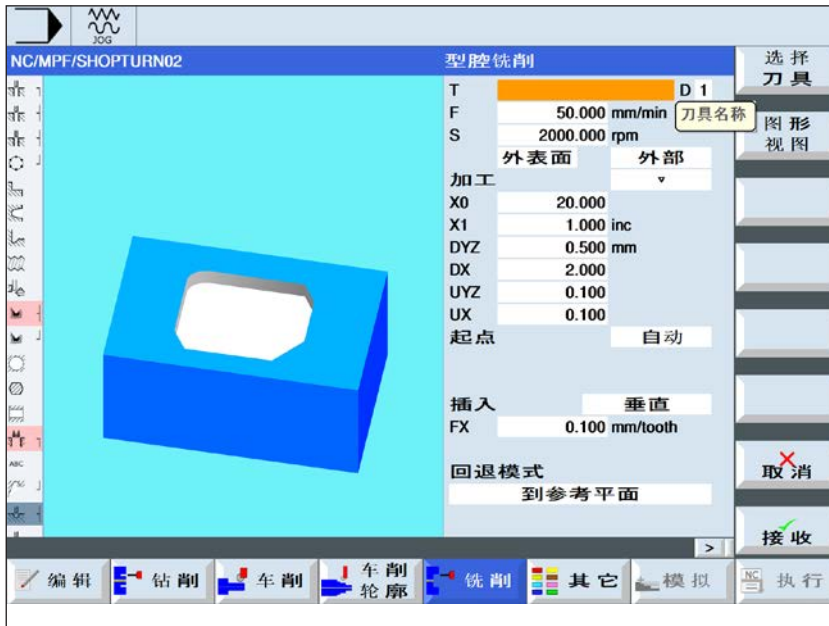 JOG
NC/MPF/SHOPTURN02
型腔铣削
选择
刀具
T D 1
刀具名称
F 50.000 mm/min
图形
视图
S 2000.000 rpm
外表面 外部
加工 ▿
X0 20.000
X1 1.000 inc
DYZ 0.500 mm
DX 2.000
UYZ 0.100
UX 0.100
起点 自动
插入 垂直
FX 0.100 mm/tooth
ABC
回退模式
到参考平面
取消
接收
>
编辑 钻削 车削 车削 轮廓 铣削 其它 模拟 NC 执行